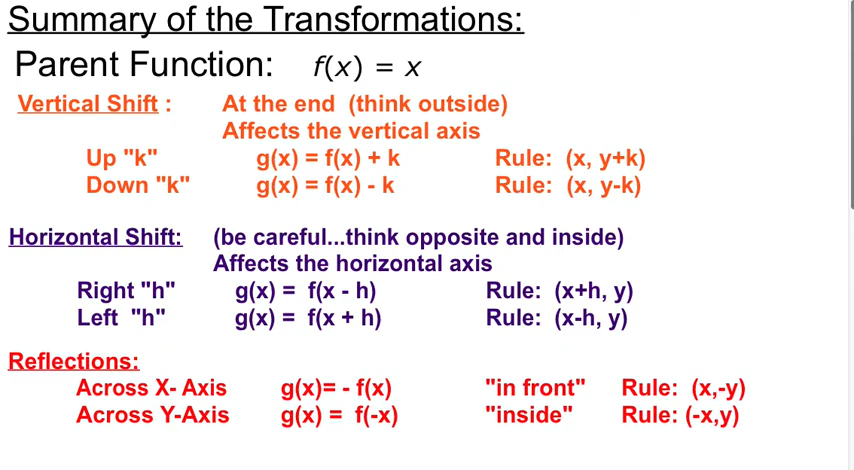 Summary of the Transformations:
Parent Function: f(x) = x
Vertical Shift : At the end (think outside)
Affects the vertical axis
Up "k" g(x) = f(x) + k Rule: (x, y+k)
Down "k" g(x) = f(x) - k Rule: (x, y-k)
Horizontal Shift: (be careful...think opposite and inside)
Affects the horizontal axis
Right "h" g(x) = f(x - h) Rule: (x+h, y)
Left "h" g(x) = f(x + h) Rule: (x-h, y)
Reflections:
Across X- Axis g(x)= - f(x) "in front" Rule: (x,-y)
Across Y-Axis g(x) = f(-x) "inside" Rule: (-x,y)